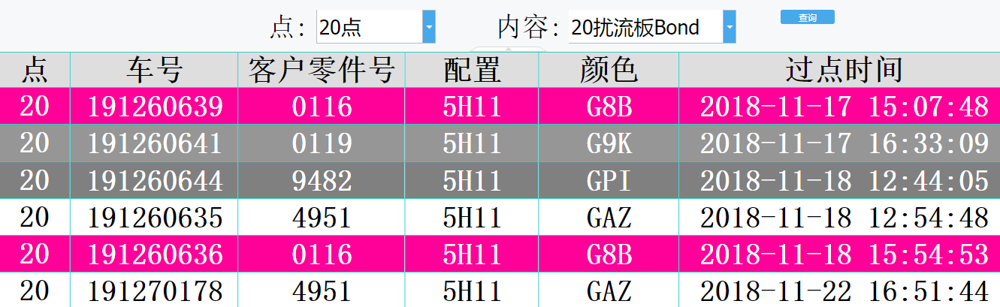 点: 20点 内容: 20扰流板Bond 查询
点 车号 客户零件号 配置 颜色 过点时间
20 191260639 0116 5H11 G8B 2018-11-17 15:07:48
20 191260641 0119 5H11 G9K 2018-11-17 16:33:09
20 191260644 9482 5H11 GPI 2018-11-18 12:44:05
20 191260635 4951 5H11 GAZ 2018-11-18 12:54:48
20 191260636 0116 5H11 G8B 2018-11-18 15:54:53
20 191270178 4951 5H11 GAZ 2018-11-22 16:51:44